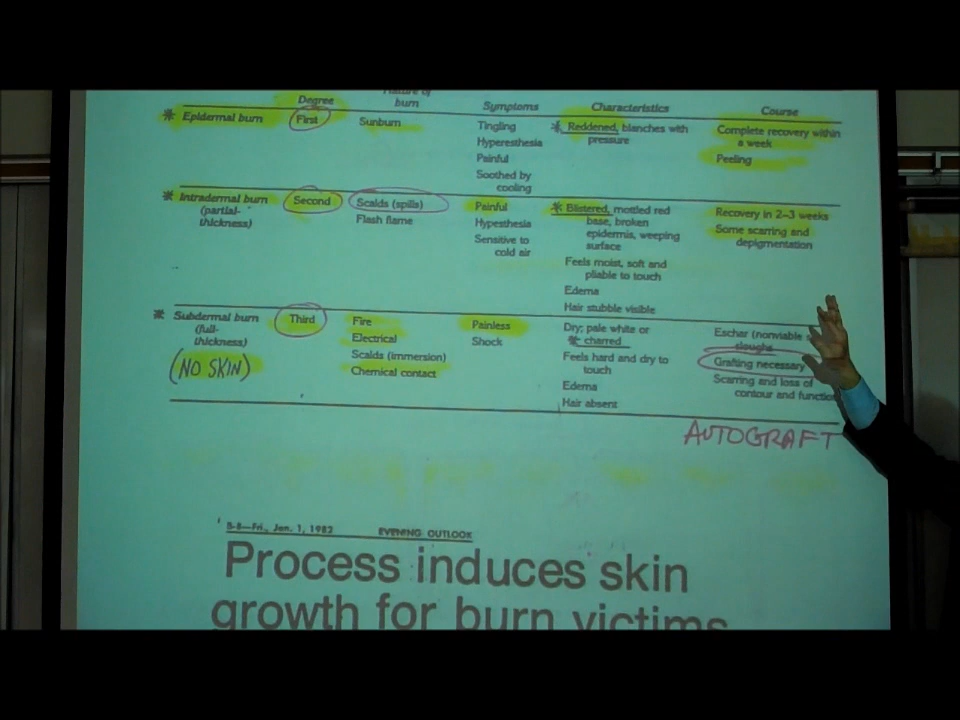 Degree burn Symptoms Characteristics Course
* Epidermal burn First Sunburn Tingling * Reddened, blanches with Complete recovery within
Hyperesthesia pressure a week
Painful Peeling
Soothed by
cooling
* Intradermal burn Second Scalds (spills) Painful * Blistered, mottled red Recovery in 2–3 weeks
(partial- Flash flame Hypesthesia base, broken Some scarring and
thickness) Sensitive to epidermis, weeping depigmentation
cold air surface
Feels moist, soft and
pliable to touch
Edema
Hair stubble visible
* Subdermal burn Third Fire Painless Dry; pale white or Eschar (nonviable
(full- Electrical Shock * charred sloughs
thickness) Scalds (immersion) Feels hard and dry to Grafting necessary
(NO SKIN) Chemical contact touch Scarring and loss of
Edema contour and function
Hair absent
AUTOGRAFT
B-8—Fri., Jan. 1, 1982 EVENING OUTLOOK
Process induces skin
growth for burn victims